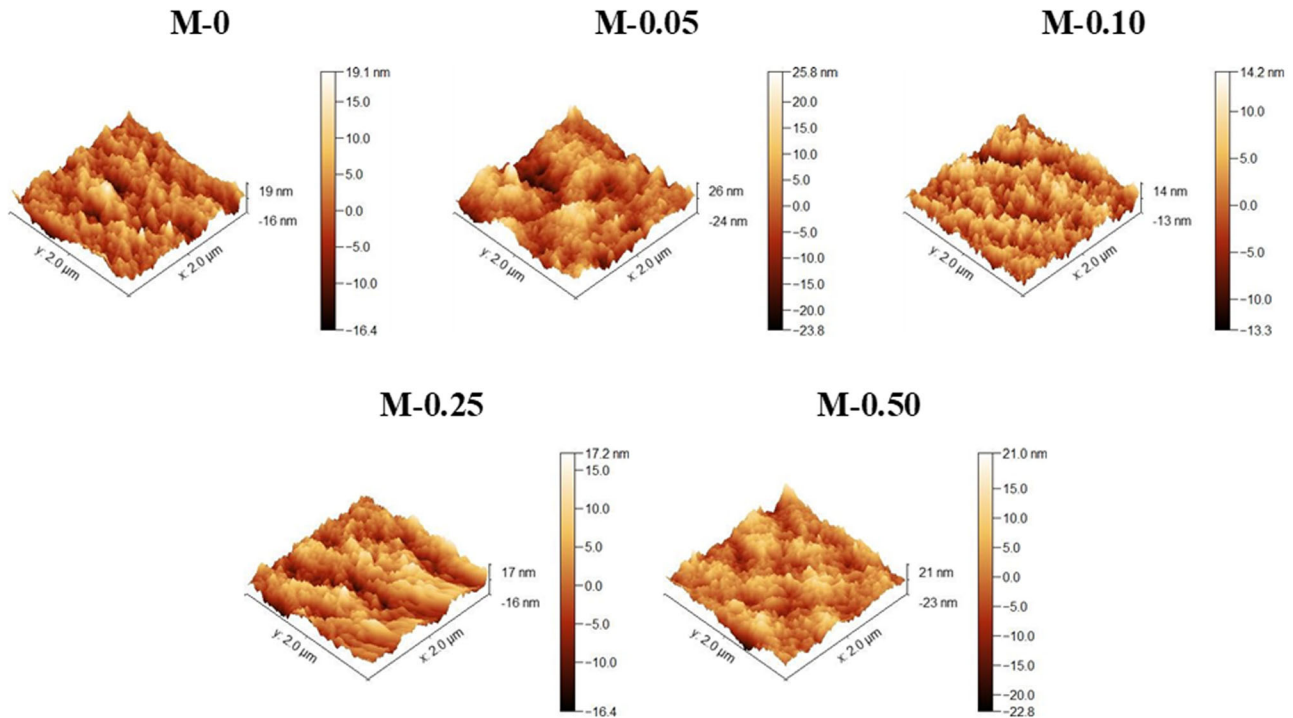 M-0
M-0.05
M-0.10
19.1 nm
15.0
10.0
5.0
0.0
−5.0
−10.0
−16.4
19 nm
-16 nm
y: 2.0 µm
x: 2.0 µm
25.8 nm
20.0
15.0
10.0
5.0
0.0
−5.0
−10.0
−15.0
−20.0
−23.8
26 nm
-24 nm
y: 2.0 µm
x: 2.0 µm
14.2 nm
10.0
5.0
0.0
−5.0
−10.0
−13.3
14 nm
-13 nm
y: 2.0 µm
x: 2.0 µm
M-0.25
M-0.50
17.2 nm
15.0
10.0
5.0
0.0
−5.0
−10.0
−16.4
17 nm
-16 nm
y: 2.0 µm
x: 2.0 µm
21.0 nm
15.0
10.0
5.0
0.0
−5.0
−10.0
−15.0
−20.0
−22.8
21 nm
-23 nm
y: 2.0 µm
x: 2.0 µm